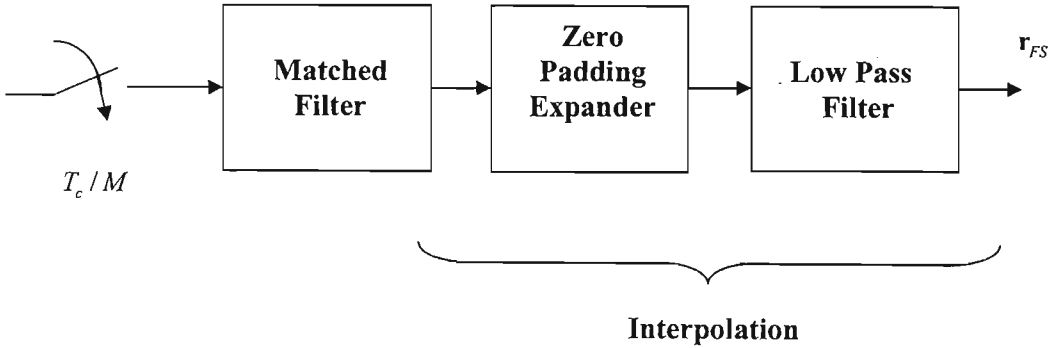 Matched
Filter
Zero
Padding
Expander
Low Pass
Filter
r_FS
T_c / M
Interpolation